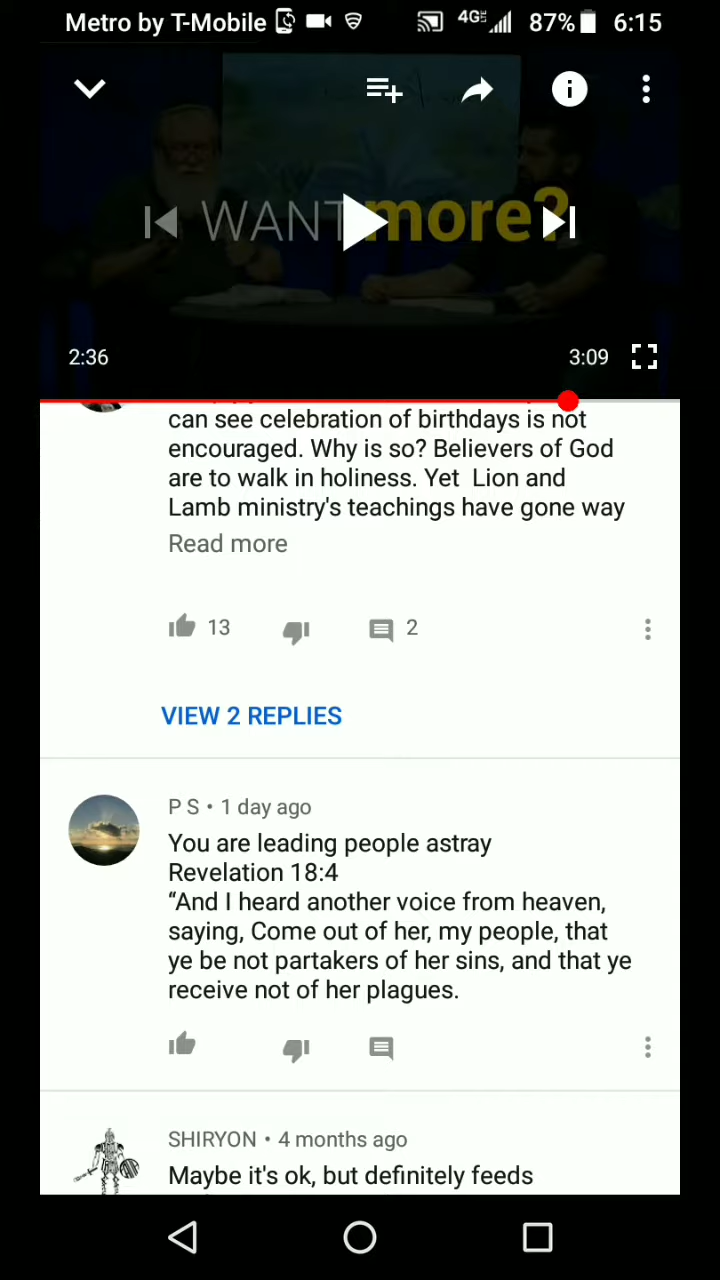 Metro by T-Mobile 4GE 87% 6:15
WANT more?
2:36 3:09
can see celebration of birthdays is not
encouraged. Why is so? Believers of God
are to walk in holiness. Yet Lion and
Lamb ministry's teachings have gone way
Read more
13 2
VIEW 2 REPLIES
P S • 1 day ago
You are leading people astray
Revelation 18:4
“And I heard another voice from heaven,
saying, Come out of her, my people, that
ye be not partakers of her sins, and that ye
receive not of her plagues.
SHIRYON • 4 months ago
Maybe it's ok, but definitely feeds